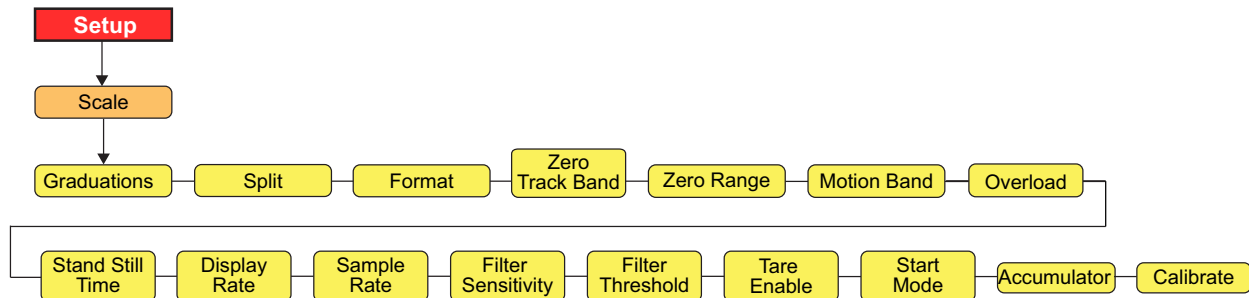 Setup
Scale
Graduations
Split
Format
Zero
Track Band
Zero Range
Motion Band
Overload
Stand Still
Time
Display
Rate
Sample
Rate
Filter
Sensitivity
Filter
Threshold
Tare
Enable
Start
Mode
Accumulator
Calibrate